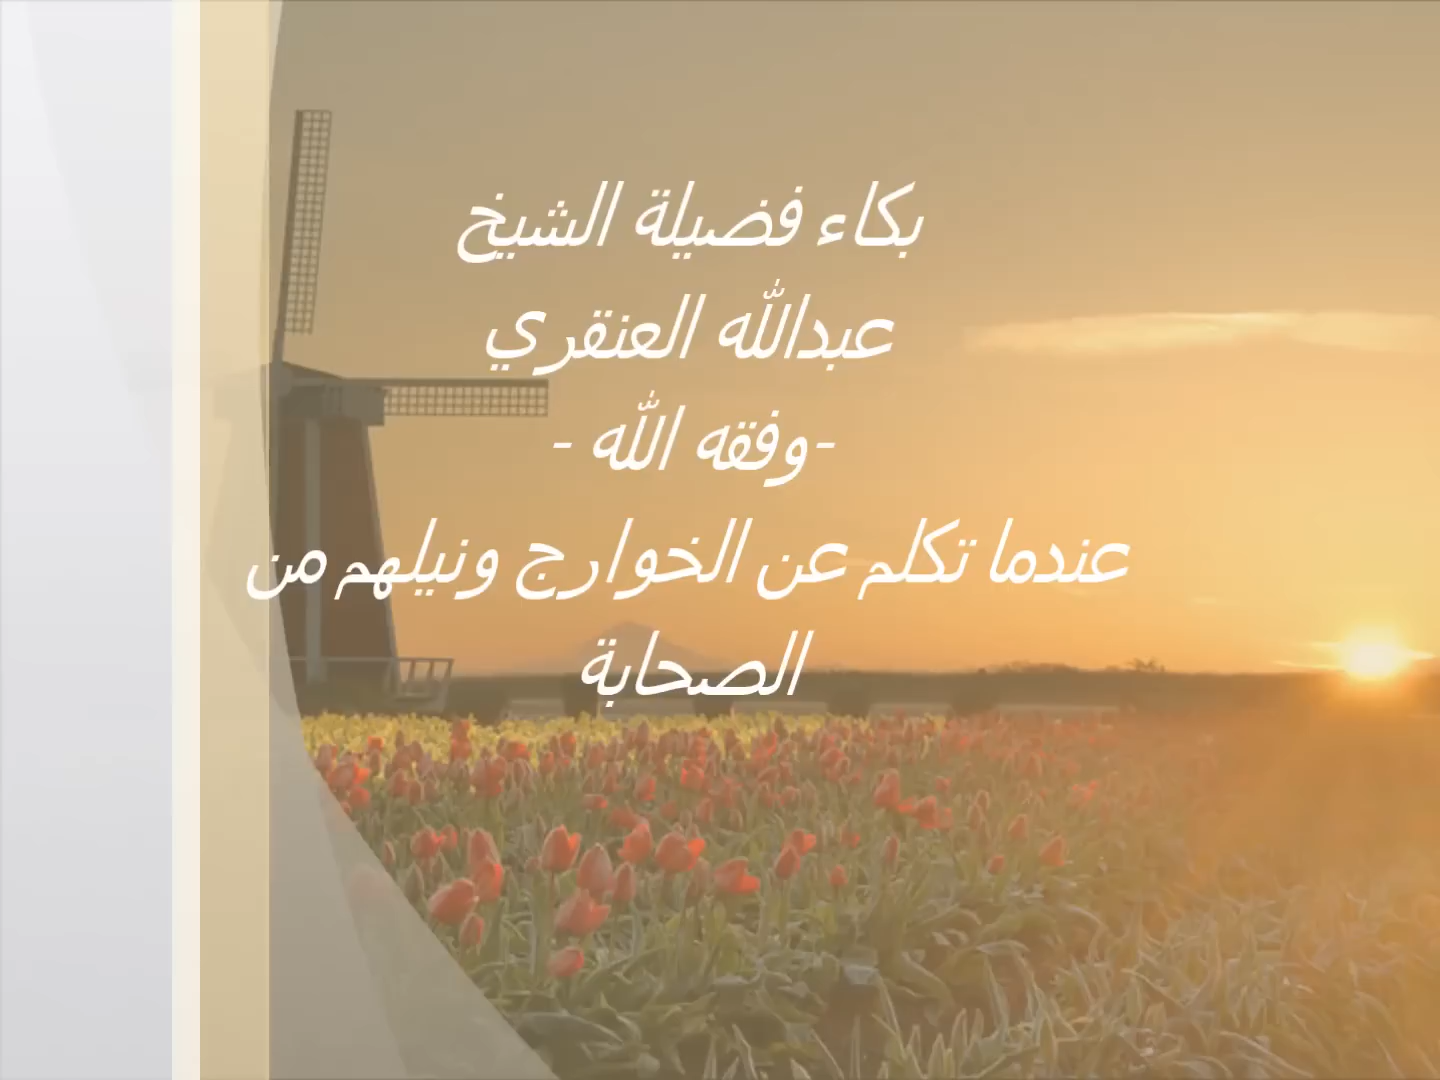 بكاء فضيلة الشيخ
عبدالله العنقري
-وفقه الله -
عندما تكلم عن الخوارج ونيلهم من
الصحابة